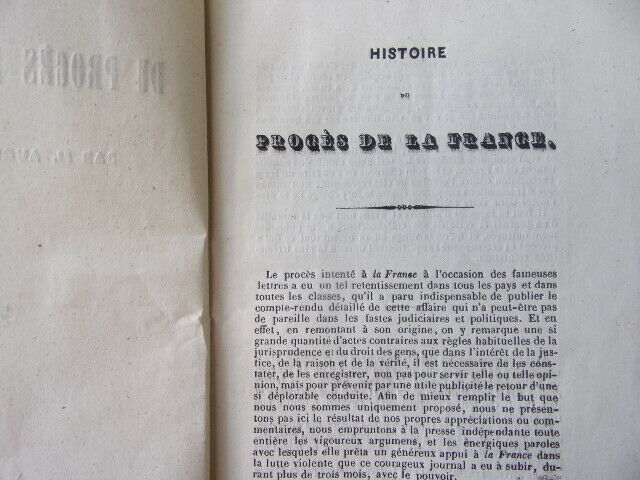 HISTOIRE
DU
PROCÈS DE LA FRANCE.
Le procès intenté à la Franse à l'occasion des fameuses
lettres a eu un tel retentissement dans tous les pays et dans
toutes les classes, qu'il a paru indispensable de publier le
compte-rendu détaillé de cette affaire qui n'a peut-être pas
de pareille dans les fastes judiciaires et politiques. Et en
effet, en remontant à son origine, on y remarque une si
grande quantité d'actes contraires aux règles habituelles de la
jurisprudence et du droit des gens, que dans l'intérêt de la jus-
tice, de la raison et de la vérité, il est nécessaire de les cons-
tater, de les enregistrer, non pas pour servir telle ou telle opi-
nion, mais pour prévenir par une utile publicité le retour d'une
si déplorable conduite. Afin de mieux remplir le but que
nous nous sommes uniquement proposé, nous ne présen-
tons pas ici le résultat de nos propres appréciations ou com-
mentaires, nous empruntons à la presse indépendante toute
entière les vigoureux argumens, et les énergiques paroles
avec lesquels elle prêta un généreux appui à la France dans
la lutte violente que ce courageux journal a eu à subir, du-
rant plus de trois mois, avec le pouvoir.